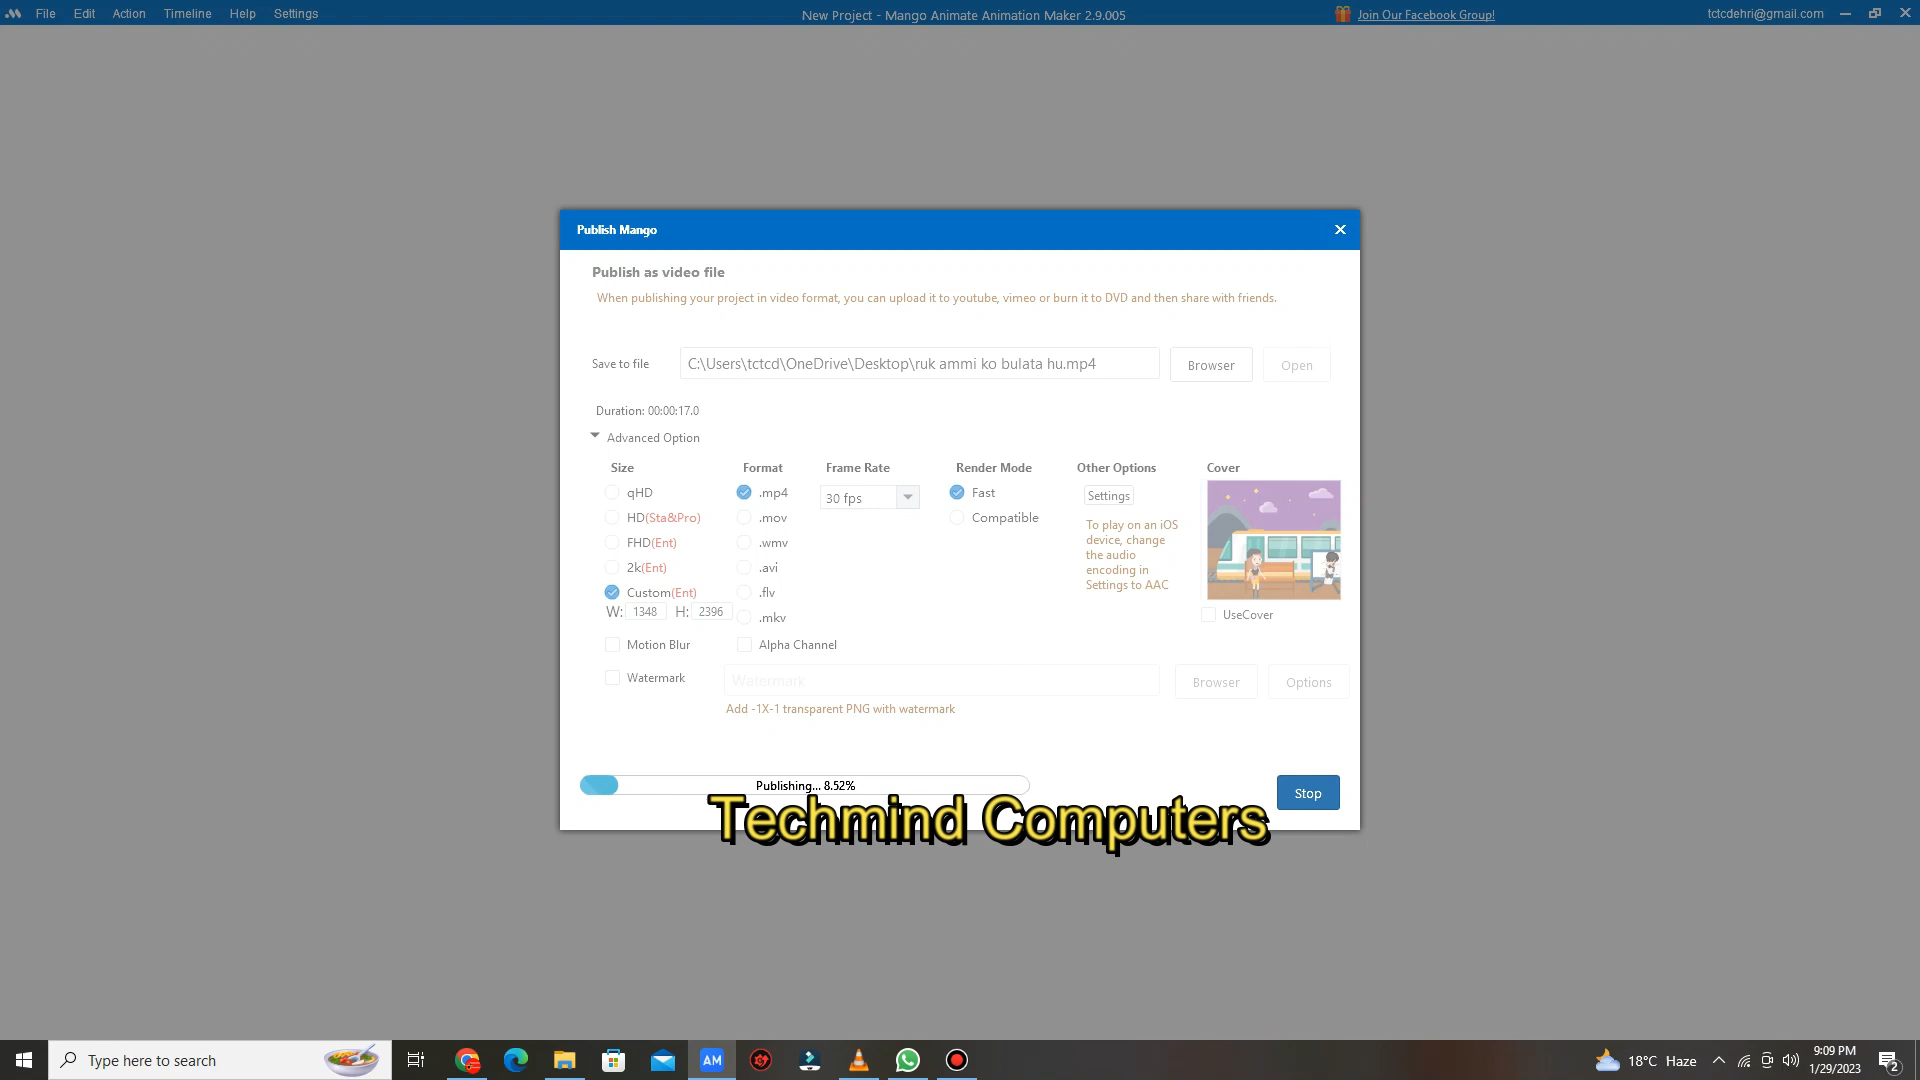 File Edit Action Timeline Help Settings
New Project - Mango Animate Animation Maker 2.9.005
Join Our Facebook Group!
tctcdehri@gmail.com
Publish Mango
Publish as video file
When publishing your project in video format, you can upload it to youtube, vimeo or burn it to DVD and then share with friends.
Save to file
C:\Users\tctcd\OneDrive\Desktop\ruk ammi ko bulata hu.mp4
Browser
Open
Duration: 00:00:17.0
Advanced Option
Size
qHD
HD(Sta&Pro)
FHD(Ent)
2k(Ent)
Custom(Ent)
W: 1348 H: 2396
Format
.mp4
.mov
.wmv
.avi
.flv
.mkv
Frame Rate
30 fps
Render Mode
Fast
Compatible
Other Options
Settings
To play on an iOS
device, change
the audio
encoding in
Settings to AAC
Cover
UseCover
Motion Blur
Alpha Channel
Watermark
Watermark
Browser
Options
Add -1X-1 transparent PNG with watermark
Publishing... 8.52%
Stop
Techmind Computers
Type here to search
AM
18°C Haze
9:09 PM
1/29/2023
2